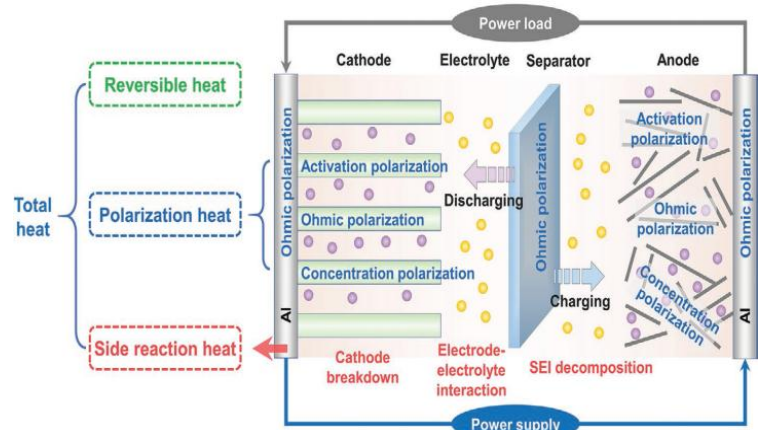 Power load
Cathode
Electrolyte
Separator
Anode
Reversible heat
Total
heat
Polarization heat
Side reaction heat
Ohmic polarization
Al
Activation polarization
Ohmic polarization
Concentration polarization
Discharging
Ohmic polarization
Charging
Activation
polarization
Ohmic
polarization
Concentration
polarization
Ohmic polarization
Al
Cathode
breakdown
Electrode-
electrolyte
interaction
SEI decomposition
Power supply